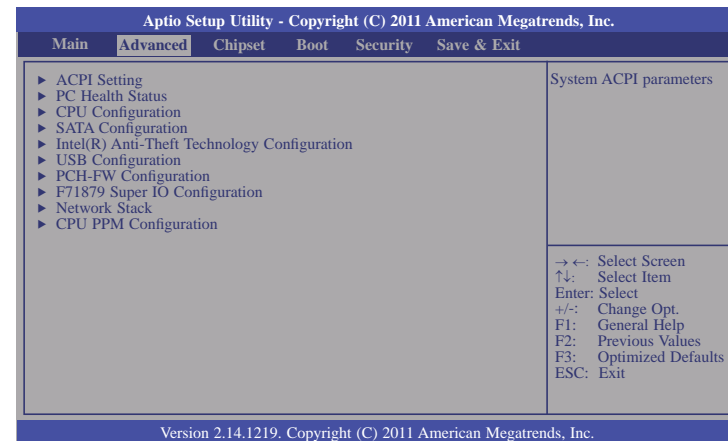 Aptio Setup Utility - Copyright (C) 2011 American Megatrends, Inc.
Main Advanced Chipset Boot Security Save & Exit
► ACPI Setting
► PC Health Status
► CPU Configuration
► SATA Configuration
► Intel(R) Anti-Theft Technology Configuration
► USB Configuration
► PCH-FW Configuration
► F71879 Super IO Configuration
► Network Stack
► CPU PPM Configuration
System ACPI parameters
→ ←: Select Screen
↑↓: Select Item
Enter: Select
+/-: Change Opt.
F1: General Help
F2: Previous Values
F3: Optimized Defaults
ESC: Exit
Version 2.14.1219. Copyright (C) 2011 American Megatrends, Inc.